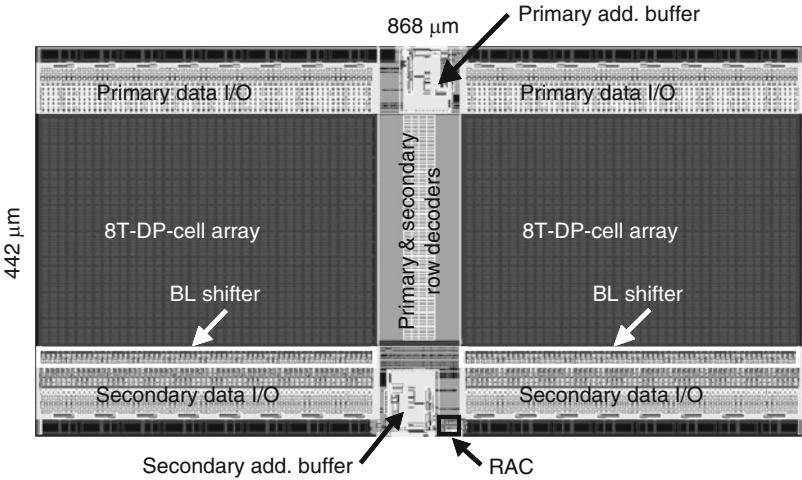 Primary add. buffer
868 μm
Primary data I/O
Primary data I/O
442 μm
8T-DP-cell array
Primary & secondary
row decoders
8T-DP-cell array
BL shifter
BL shifter
Secondary data I/O
Secondary data I/O
Secondary add. buffer
RAC